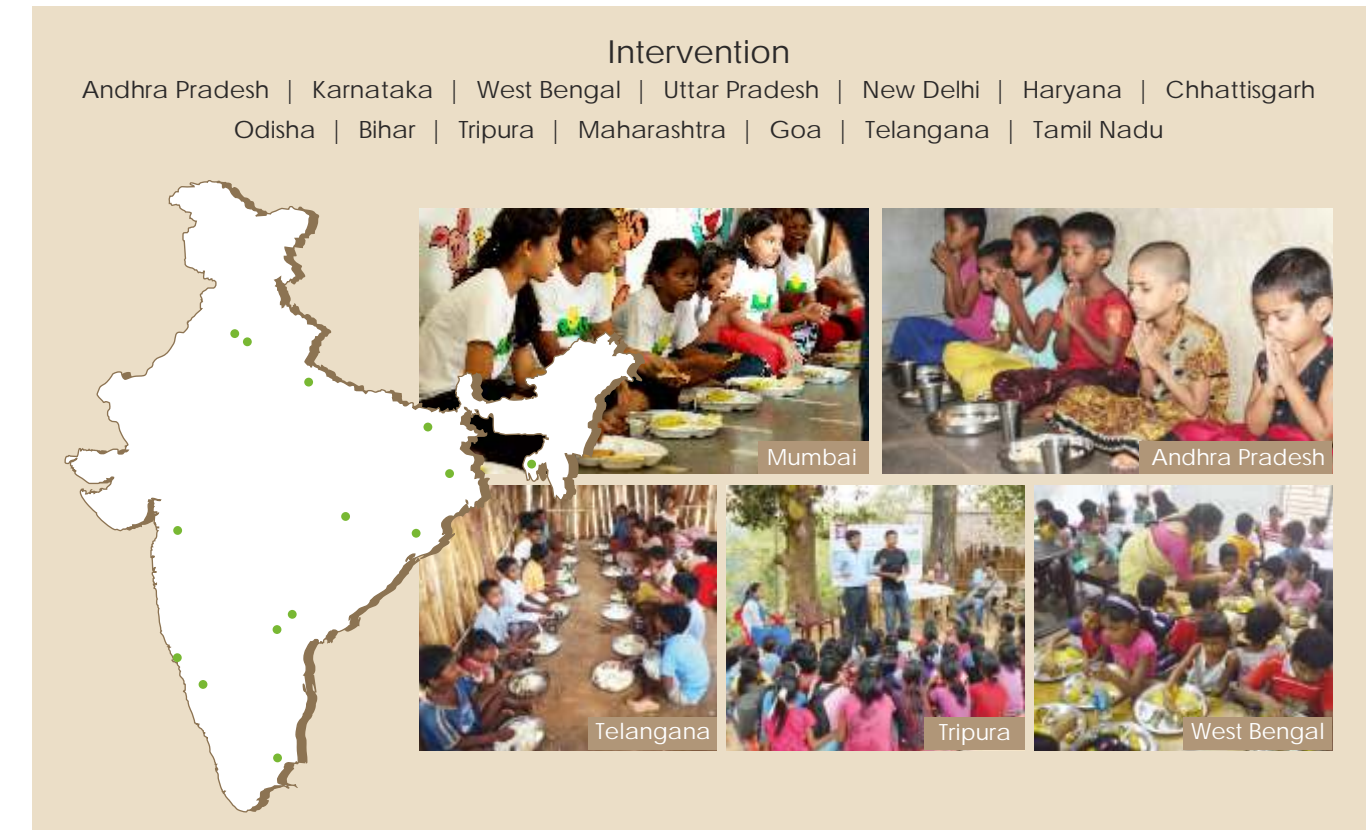 Intervention
Andhra Pradesh | Karnataka | West Bengal | Uttar Pradesh | New Delhi | Haryana | Chhattisgarh
Odisha | Bihar | Tripura | Maharashtra | Goa | Telangana | Tamil Nadu
Mumbai
Andhra Pradesh
Telangana
Tripura
West Bengal